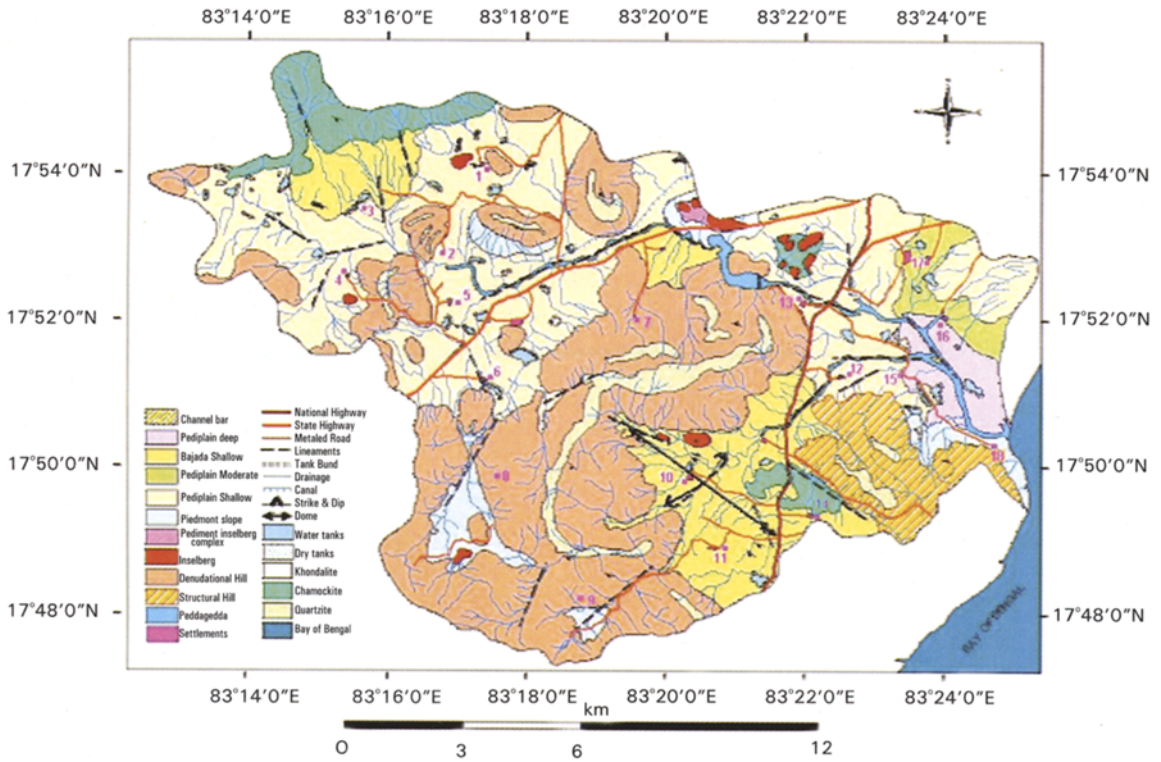 83°14'0"E 83°16'0"E 83°18'0"E 83°20'0"E 83°22'0"E 83°24'0"E
17°54'0"N 17°54'0"N
17°52'0"N 17°52'0"N
17°50'0"N 17°50'0"N
17°48'0"N 17°48'0"N
1
2
3
4
5
6
7
8
9
10
11
12
13
15
16
17
18
Channel bar
Pediplain deep
Bajada Shallow
Pediplain Moderate
Pediplain Shallow
Piedmont slope
Pediment inselberg
complex
Inselberg
Denudational Hill
Structural Hill
Peddagedda
Settlements
National Highway
State Highway
Metaled Road
Lineaments
Tank Bund
Drainage
Canal
Strike & Dip
Dome
Water tanks
Dry tanks
Khondalite
Chamockite
Quartzite
Bay of Bengal
BAY OF BENGAL
83°14'0"E 83°16'0"E 83°18'0"E 83°20'0"E 83°22'0"E 83°24'0"E
km
0 3 6 12